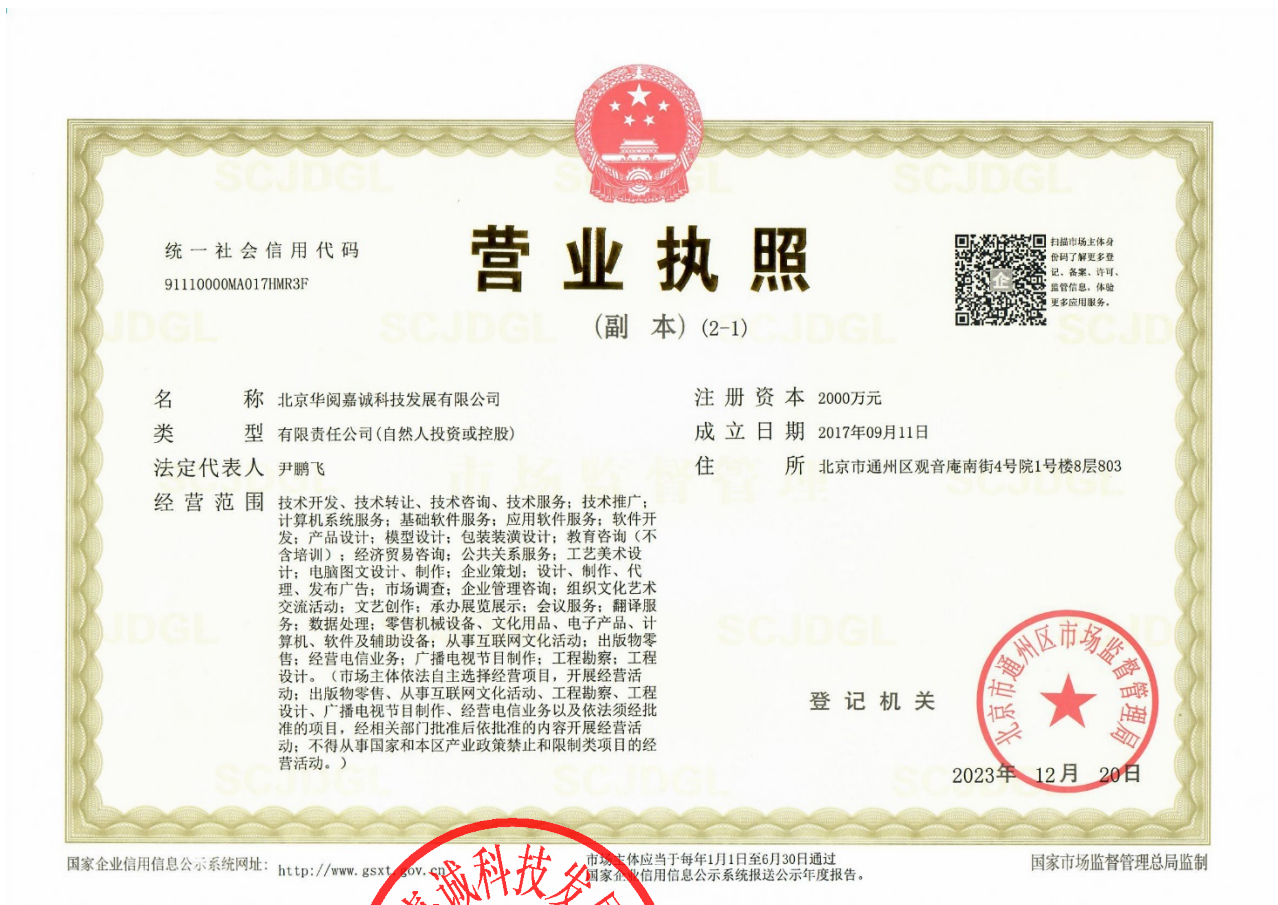 统一社会信用代码
91110000MA017HMR3F
营业执照
(副 本) (2-1)
扫描市场主体身
份码了解更多登
记、备案、许可、
监管信息、体验
更多应用服务。
名称 北京华阅嘉诚科技发展有限公司
类型 有限责任公司(自然人投资或控股)
法定代表人 尹鹏飞
经营范围 技术开发、技术转让、技术咨询、技术服务；技术推广；
计算机系统服务；基础软件服务；应用软件服务；软件开
发；产品设计；模型设计；包装装潢设计；教育咨询（不
含培训）；经济贸易咨询；公共关系服务；工艺美术设
计；电脑图文设计、制作；企业策划；设计、制作、代
理、发布广告；市场调查；企业管理咨询；组织文化艺术
交流活动；文艺创作；承办展览展示；会议服务；翻译服
务；数据处理；零售机械设备、文化用品、电子产品、计
算机、软件及辅助设备；从事互联网文化活动；出版物零
售；经营电信业务；广播电视节目制作；工程勘察；工程
设计。（市场主体依法自主选择经营项目，开展经营活
动；出版物零售、从事互联网文化活动、工程勘察、工程
设计、广播电视节目制作、经营电信业务以及依法须经批
准的项目，经相关部门批准后依批准的内容开展经营活
动；不得从事国家和本区产业政策禁止和限制类项目的经
营活动。）
注册资本 2000万元
成立日期 2017年09月11日
住所 北京市通州区观音庵南街4号院1号楼8层803
登记机关
北京市通州区市场监督管理局
2023年 12月 20日
国家企业信用信息公示系统网址：http://www.gsxt.gov.cn
市场主体应当于每年1月1日至6月30日通过
国家企业信用信息公示系统报送公示年度报告。
国家市场监督管理总局监制
诚科技发
SCJDGL
市场监督管理